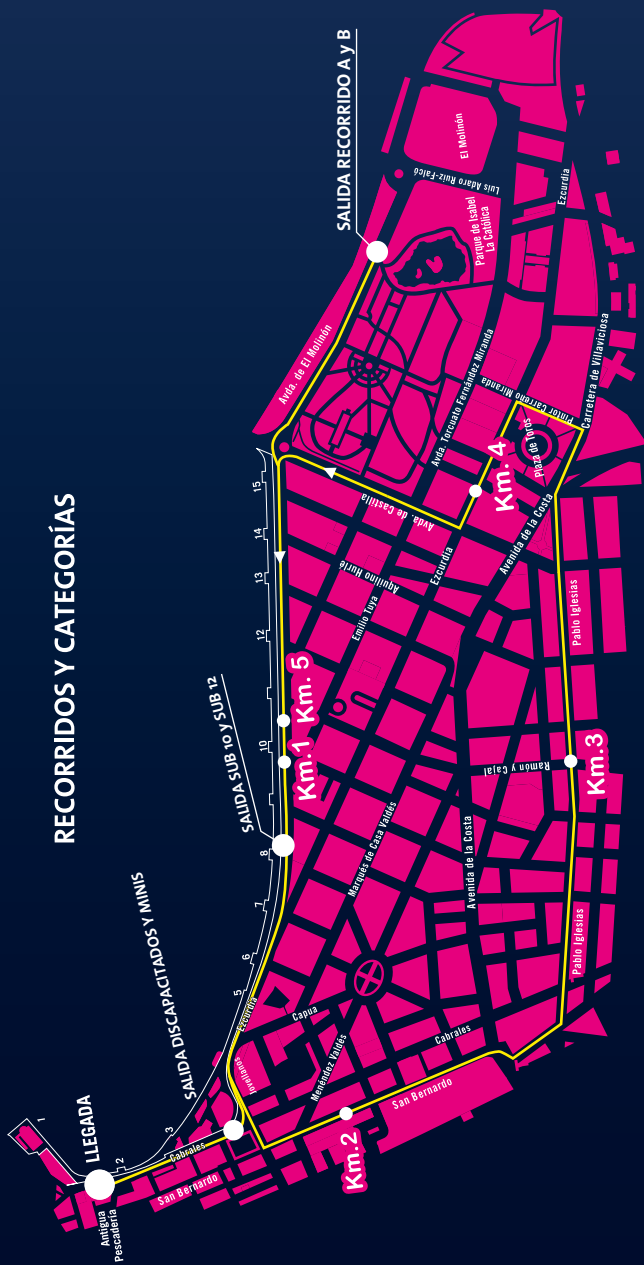 RECORRIDOS Y CATEGORÍAS
SALIDA RECORRIDO A y B
SALIDA SUB 10 y SUB 12
SALIDA DISCAPACITADOS Y MINIS
LLEGADA
Antigua
Pescadería
1
2
3
5
6
7
8
10
12
13
14
15
Cabrales
San Bernardo
Jovellanos
Ezcurdia
Capua
Menéndez Valdés
Cabrales
San Bernardo
Km.2
Km.1
Km. 5
Marqués de Casa Valdés
Emilio Tuya
Aquilino Hurlé
Ezcurdia
Avda. de Castilla
Avda. de El Molinón
Parque de Isabel
La Católica
Luis Adaro Ruiz-Falcó
El Molinón
Avda. Torcuato Fernández Miranda
Pintor Carreño Miranda
Plaza de Toros
Km. 4
Ezcurdia
Carretera de Villaviciosa
Avenida de la Costa
Avenida de la Costa
Ramón y Cajal
Km.3
Pablo Iglesias
Pablo Iglesias